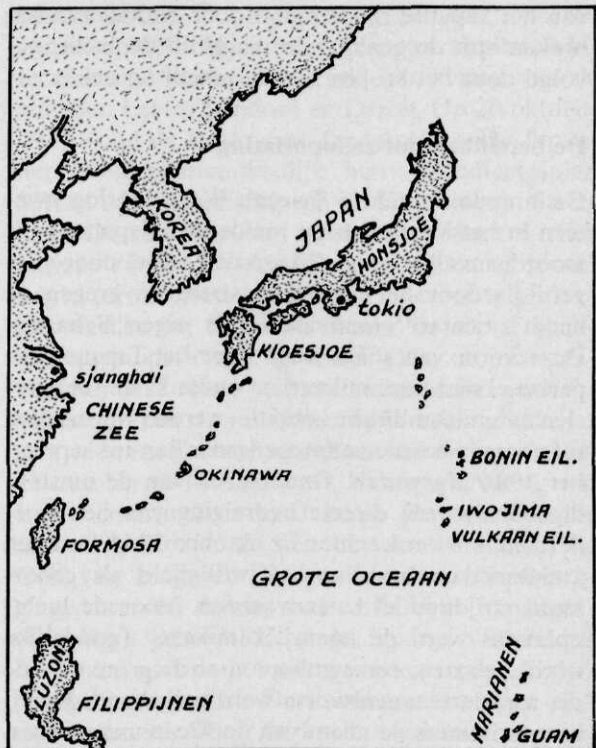 KOREA
JAPAN
HONSJOE
tokio
KIOESJOE
sjanghai
CHINESE
ZEE
BONIN EIL.
OKINAWA
IWO JIMA
VULKAAN EIL.
FORMOSA
GROTE OCEAAN
LUZON
FILIPPIJNEN
MARIANEN
GUAM